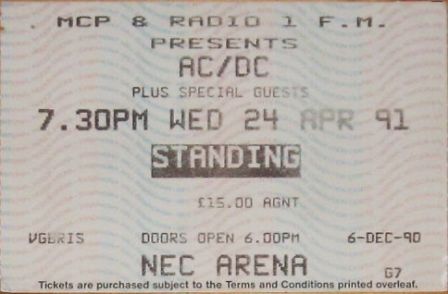 . MCP & RADIO 1 F.M.
PRESENTS
AC/DC
PLUS SPECIAL GUESTS
7.30PM WED 24 APR 91
STANDING
£15.00 AGNT
VGBRIS DOORS OPEN 6.00PM 6-DEC-90
NEC ARENA G7
Tickets are purchased subject to the Terms and Conditions printed overleaf.